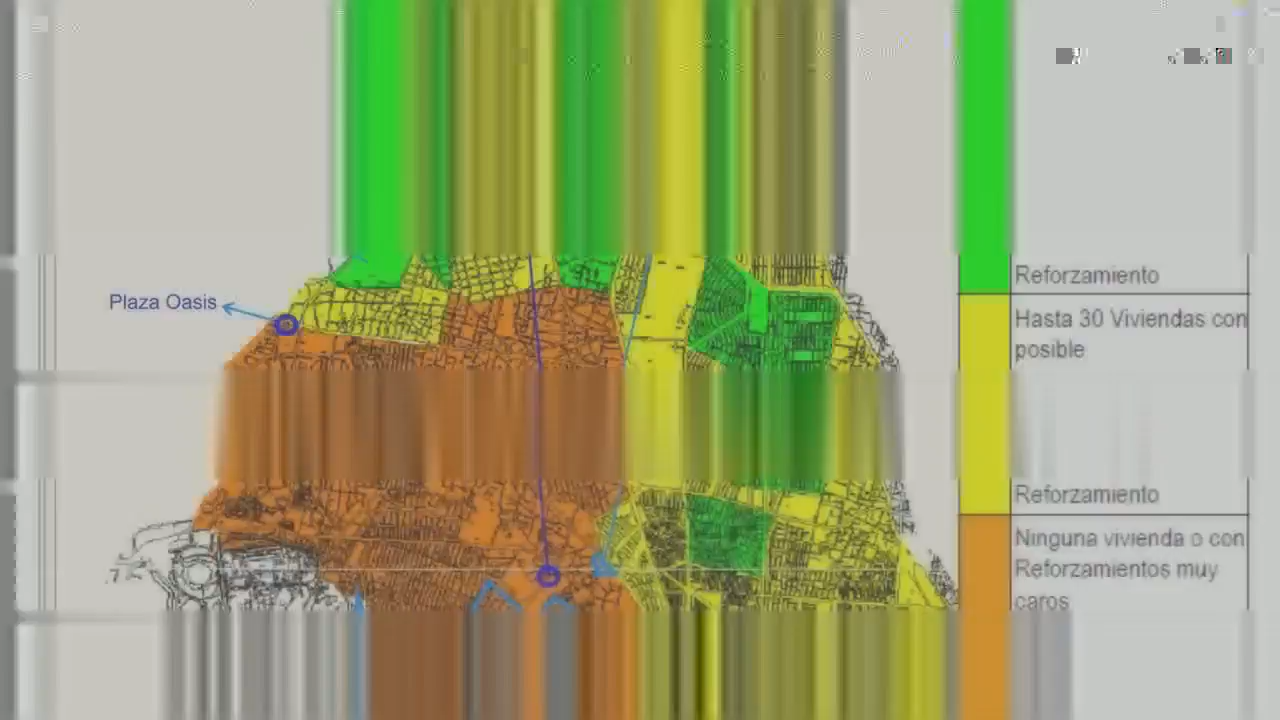 Plaza Oasis
Reforzamiento
Hasta 30 Viviendas con
posible
Reforzamiento
Ninguna vivienda o con
Reforzamientos muy
caros